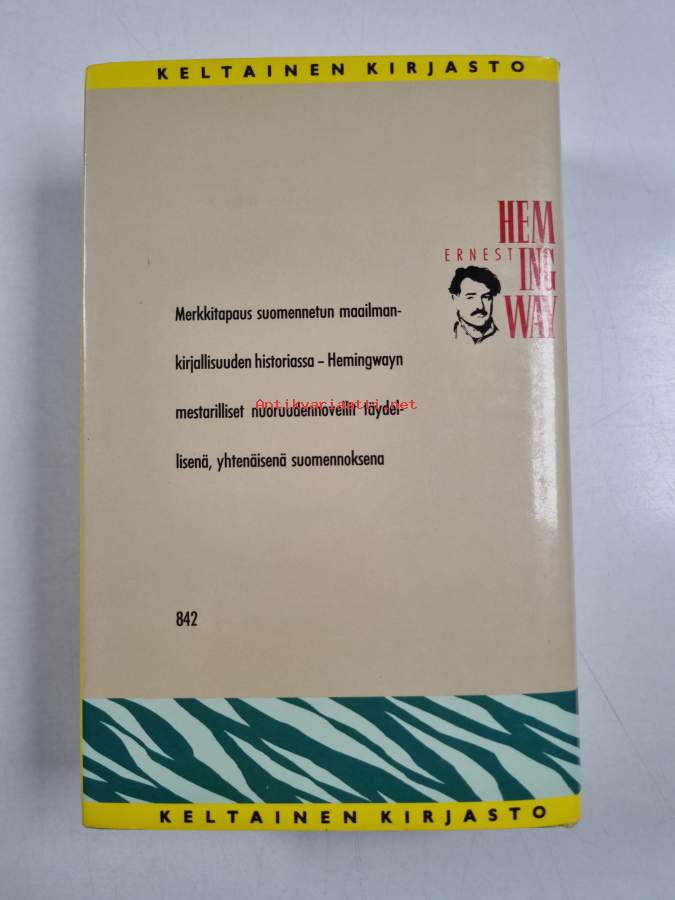 KELTAINEN KIRJASTO
HEM
ERNEST ING
WAY
Merkkitapaus suomennetun maailman-
kirjallisuuden historiassa – Hemingwayn
mestarilliset nuoruudennovellit täydel-
Antikvariaatti.net
lisenä, yhtenäisenä suomennoksena
842
KELTAINEN KIRJASTO